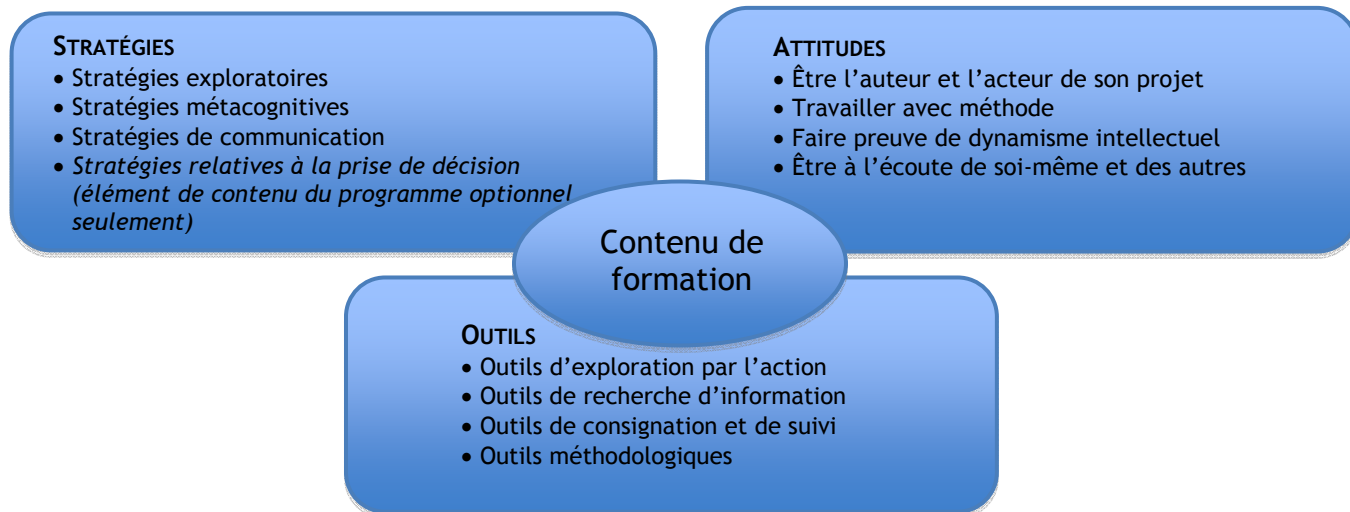 STRATÉGIES
• Stratégies exploratoires
• Stratégies métacognitives
• Stratégies de communication
• Stratégies relatives à la prise de décision
(élément de contenu du programme optionnel
seulement)
ATTITUDES
• Être l’auteur et l’acteur de son projet
• Travailler avec méthode
• Faire preuve de dynamisme intellectuel
• Être à l’écoute de soi-même et des autres
Contenu de
formation
OUTILS
• Outils d’exploration par l’action
• Outils de recherche d’information
• Outils de consignation et de suivi
• Outils méthodologiques